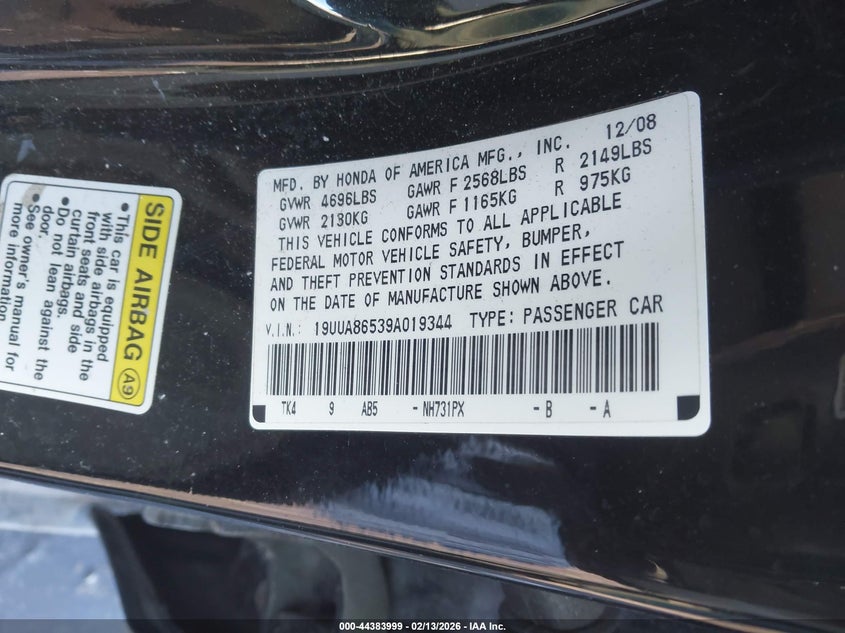 MFD. BY HONDA OF AMERICA MFG., INC. 12/08
GVWR 4696LBS GAWR F 2568LBS R 2149LBS
GVWR 2130KG GAWR F 1165KG R 975KG
THIS VEHICLE CONFORMS TO ALL APPLICABLE
FEDERAL MOTOR VEHICLE SAFETY, BUMPER,
AND THEFT PREVENTION STANDARDS IN EFFECT
ON THE DATE OF MANUFACTURE SHOWN ABOVE.
V.I.N.: 19UUA86539A019344 TYPE: PASSENGER CAR
TK4 9 AB5 -NH731PX -B -A
SIDE AIRBAG A9
•This car is equipped
with side airbags in the
front seats and side
curtain airbags.
•Do not lean against the
door.
•See owner's manual for
more information.
000-44383999 - 02/13/2026 - IAA Inc.